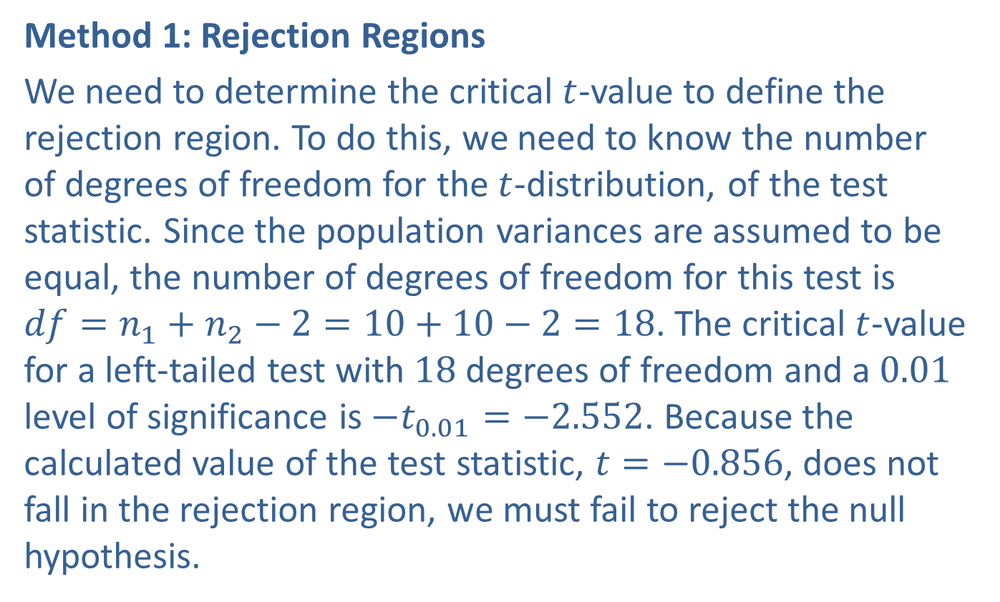 Method 1: Rejection Regions
We need to determine the critical t-value to define the
rejection region. To do this, we need to know the number
of degrees of freedom for the t-distribution, of the test
statistic. Since the population variances are assumed to be
equal, the number of degrees of freedom for this test is
df = n₁ + n₂ − 2 = 10 + 10 − 2 = 18. The critical t-value
for a left-tailed test with 18 degrees of freedom and a 0.01
level of significance is −t₀.₀₁ = −2.552. Because the
calculated value of the test statistic, t = −0.856, does not
fall in the rejection region, we must fail to reject the null
hypothesis.